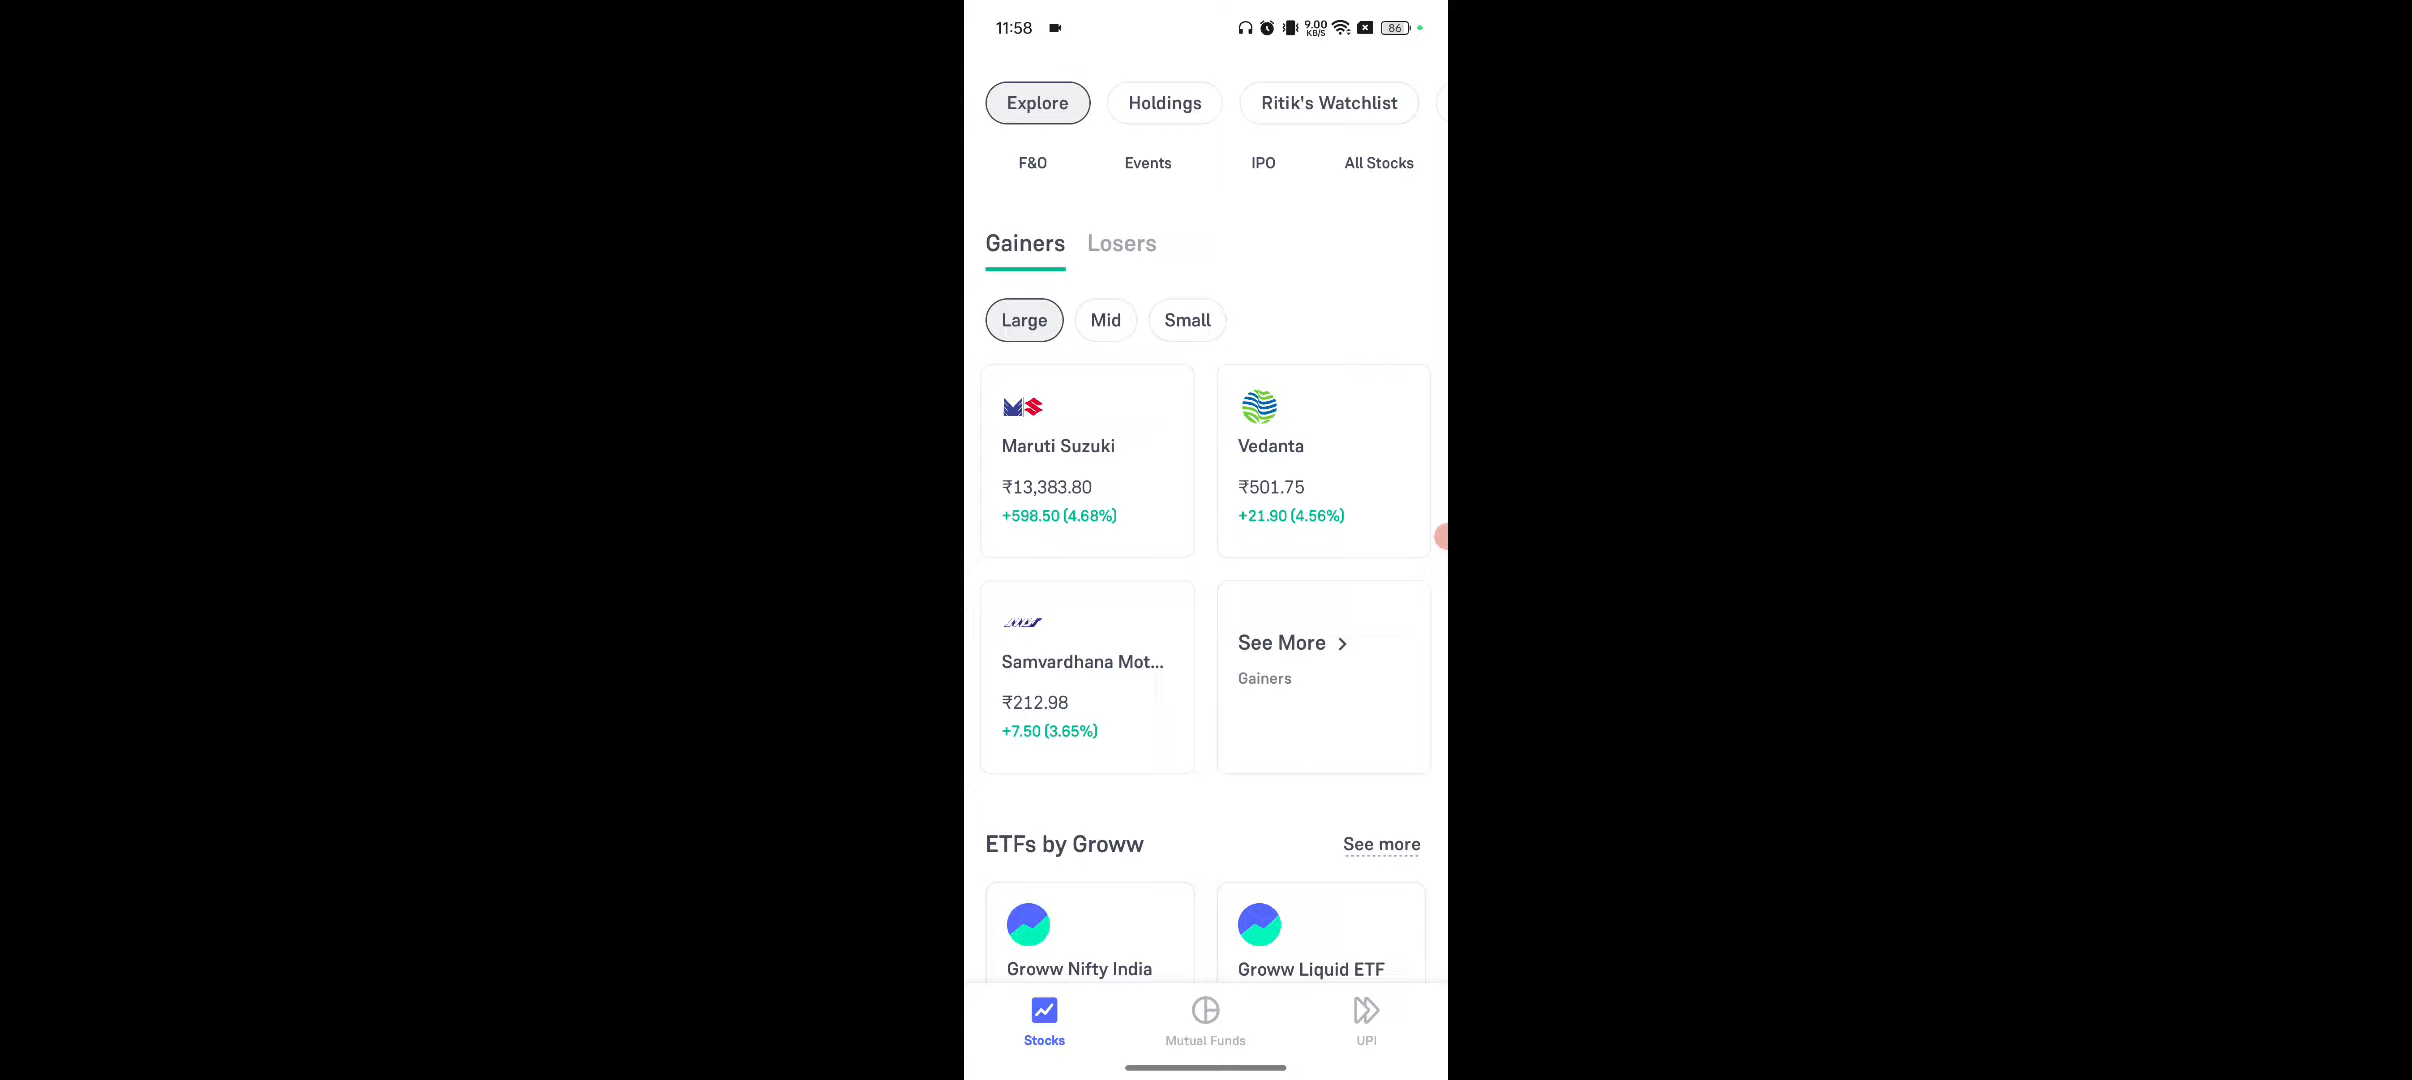 11:58
9.00
KB/S
86
Explore Holdings Ritik's Watchlist
F&O Events IPO All Stocks
Gainers Losers
Large Mid Small
Maruti Suzuki
₹13,383.80
+598.50 (4.68%)
Vedanta
₹501.75
+21.90 (4.56%)
Samvardhana Mot...
₹212.98
+7.50 (3.65%)
See More
Gainers
ETFs by Groww See more
Groww Nifty India
Groww Liquid ETF
Stocks Mutual Funds UPI